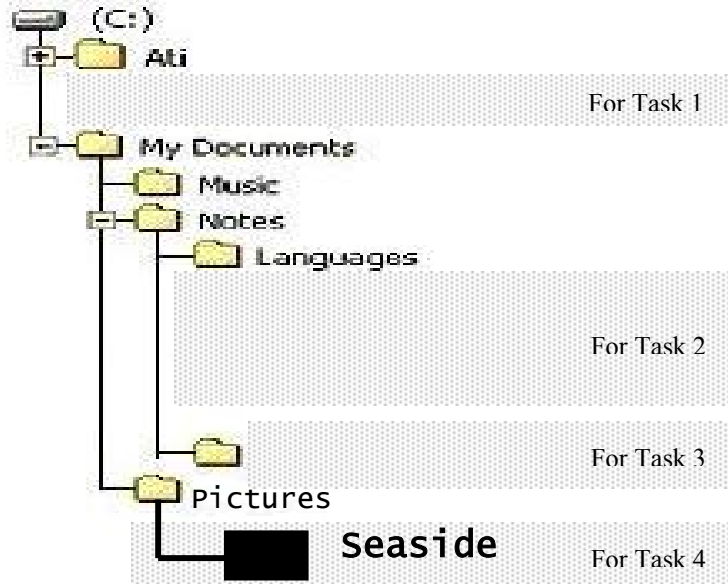 (C:)
Ati
For Task 1
My Documents
Music
Notes
Languages
For Task 2
For Task 3
Pictures
Seaside
For Task 4